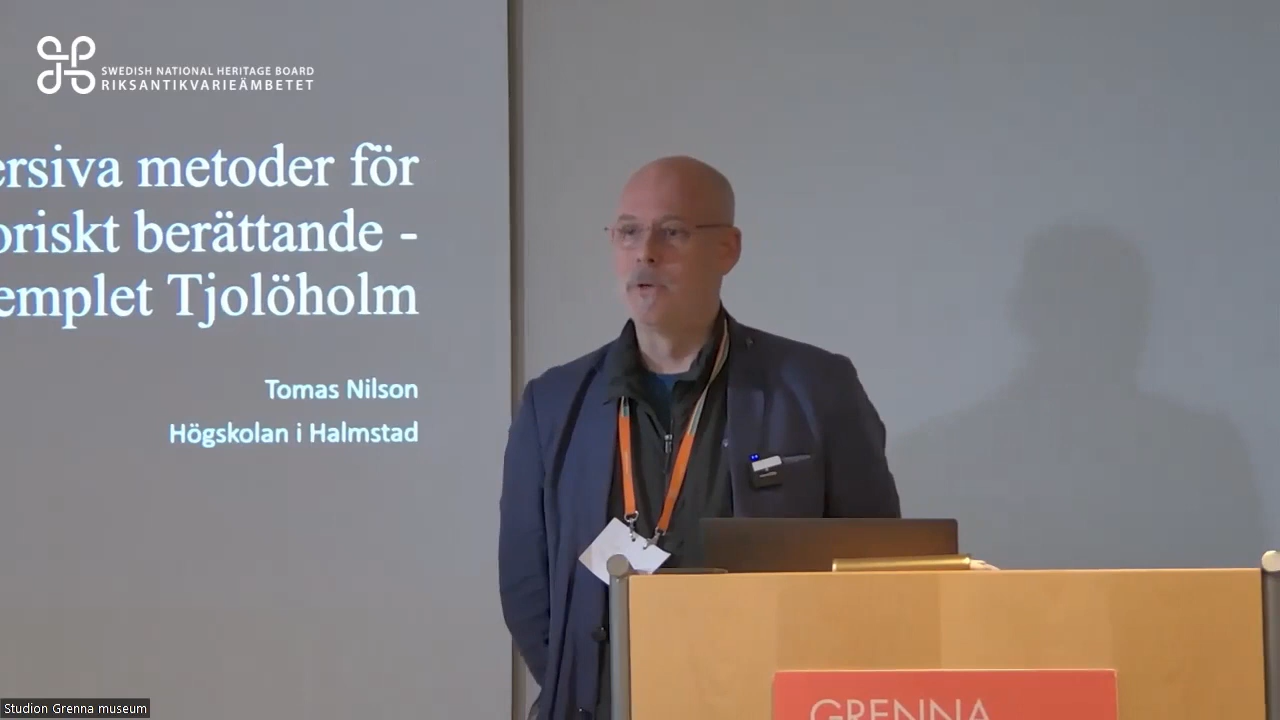 SWEDISH NATIONAL HERITAGE BOARD
RIKSANTIKVARIEÄMBETET
ersiva metoder för
oriskt berättande -
emplet Tjolöholm
Tomas Nilson
Högskolan i Halmstad
GRENNA
Studion Grenna museum